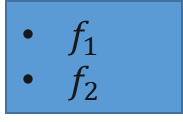 • f₁
• f₂